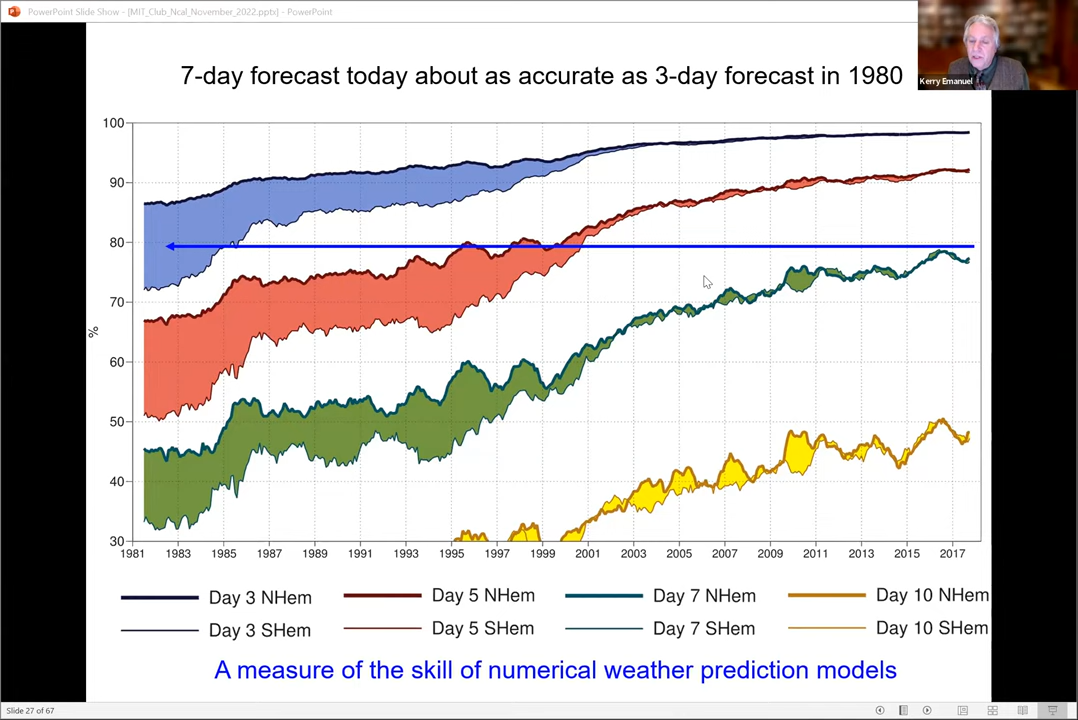 PowerPoint Slide Show - [MIT_Club_Ncal_November_2022.pptx] - PowerPoint
Kerry Emanuel
7-day forecast today about as accurate as 3-day forecast in 1980
100
90
80
70
60
50
40
30
%
1981 1983 1985 1987 1989 1991 1993 1995 1997 1999 2001 2003 2005 2007 2009 2011 2013 2015 2017
Day 3 NHem Day 5 NHem Day 7 NHem Day 10 NHem
Day 3 SHem Day 5 SHem Day 7 SHem Day 10 SHem
A measure of the skill of numerical weather prediction models
Slide 27 of 67